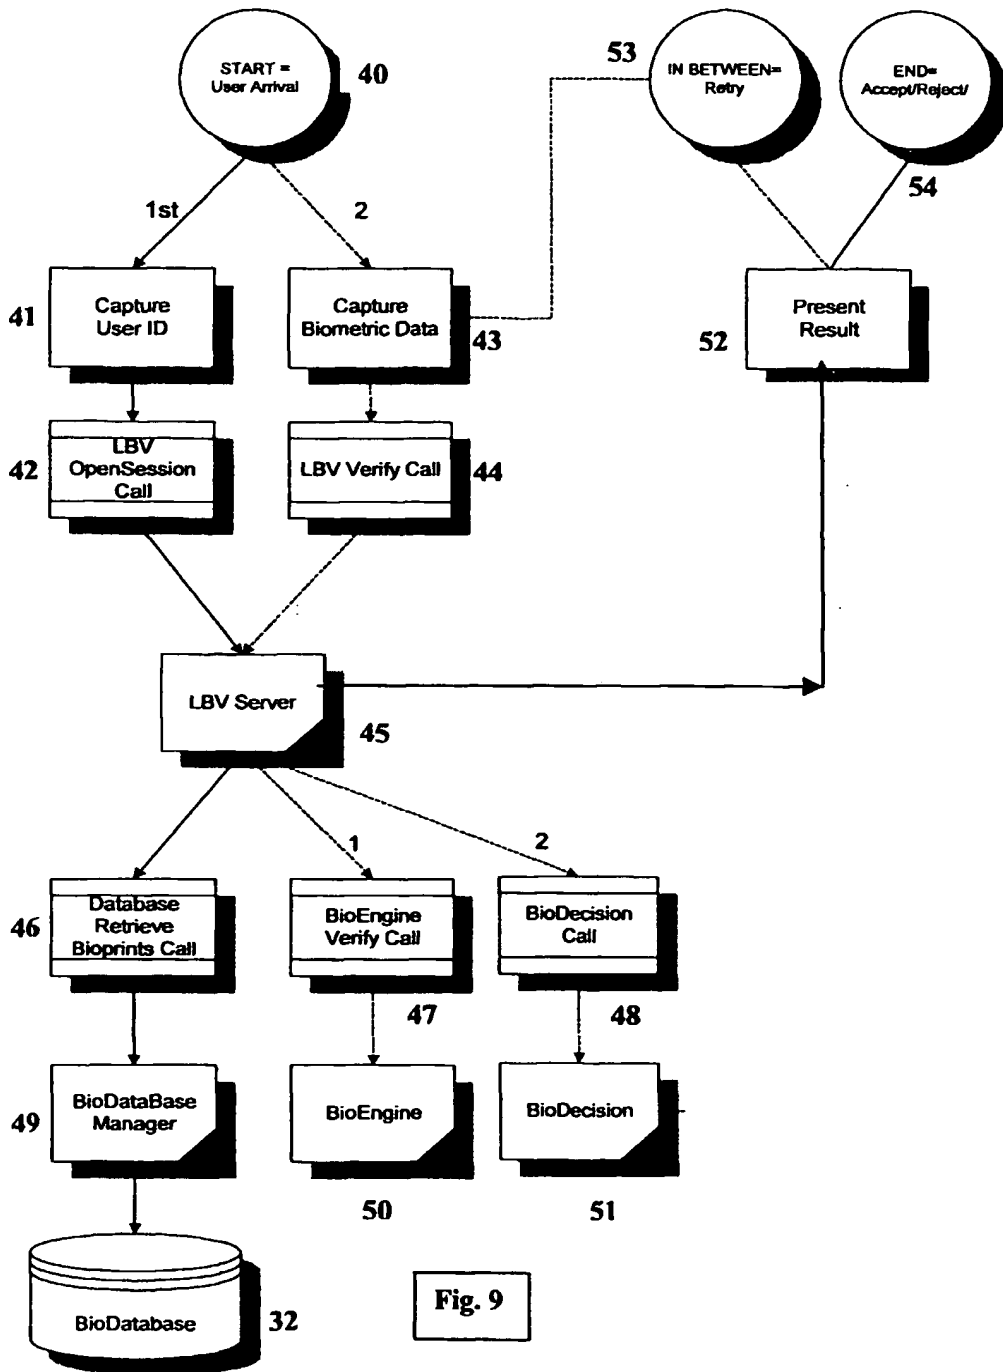 START =
User Arrival
40
53
IN BETWEEN=
Retry
END=
Accept/Reject/
54
1st
2
41
Capture
User ID
Capture
Biometric Data
43
52
Present
Result
42
LBV
OpenSession
Call
LBV Verify Call
44
LBV Server
45
1
2
46
Database
Retrieve
Bioprints Call
BioEngine
Verify Call
47
BioDecision
Call
48
49
BioDataBase
Manager
BioEngine
50
BioDecision
51
BioDatabase
32
Fig. 9